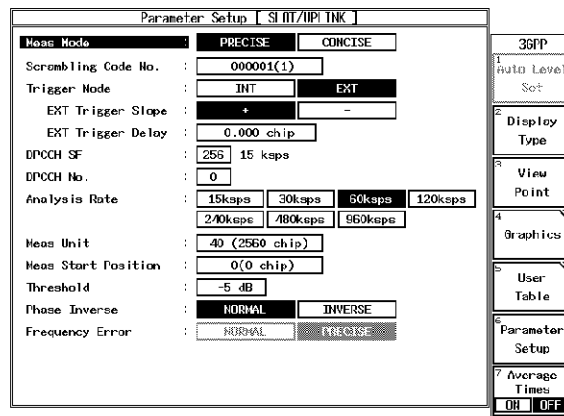 Parameter Setup [ SLOT/UPLINK ]
Meas Mode : PRECISE CONCISE
Scrambling Code No. : 000001(1)
Trigger Mode : INT EXT
EXT Trigger Slope : + -
EXT Trigger Delay : 0.000 chip
DPCCH SF : 256 15 ksps
DPCCH No. : 0
Analysis Rate : 15ksps 30ksps 60ksps 120ksps
240ksps 480ksps 960ksps
Meas Unit : 40 (2560 chip)
Meas Start Position : 0(0 chip)
Threshold : -5 dB
Phase Inverse : NORMAL INVERSE
Frequency Error : NORMAL PRECISE
3GPP
1
Auto Level
Set
2
Display
Type
3
View
Point
4
Graphics
5
User
Table
6
Parameter
Setup
7 Average
Times
ON OFF